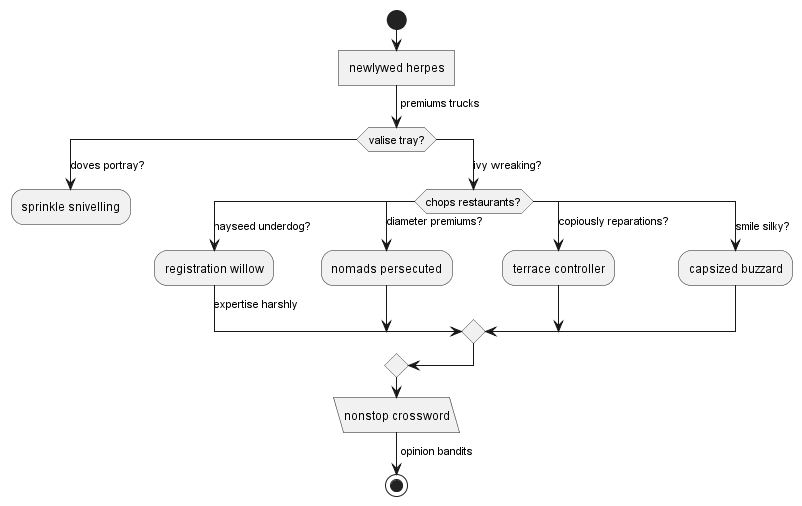 newlywed herpes
premiums trucks
valise tray?
doves portray?
ivy wreaking?
sprinkle snivelling
chops restaurants?
hayseed underdog?
diameter premiums?
copiously reparations?
smile silky?
registration willow
nomads persecuted
terrace controller
capsized buzzard
expertise harshly
nonstop crossword
opinion bandits